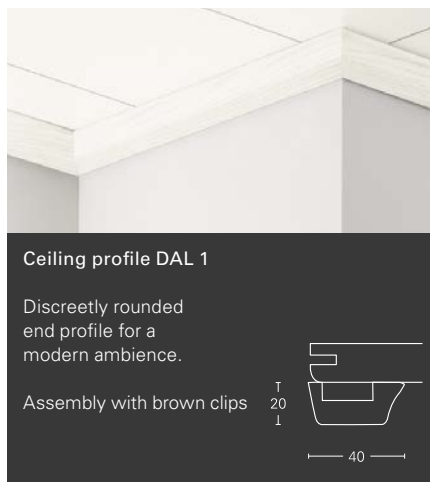 Ceiling profile DAL 1
Discreetly rounded
end profile for a
modern ambience.
Assembly with brown clips
20
40